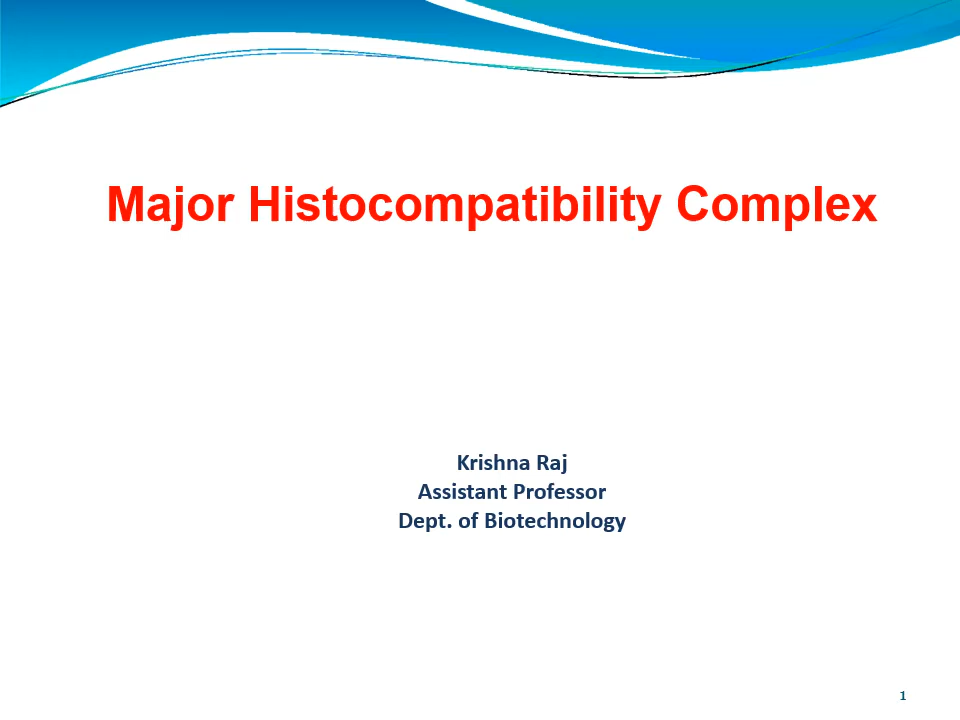 Major Histocompatibility Complex
Krishna Raj
Assistant Professor
Dept. of Biotechnology
1